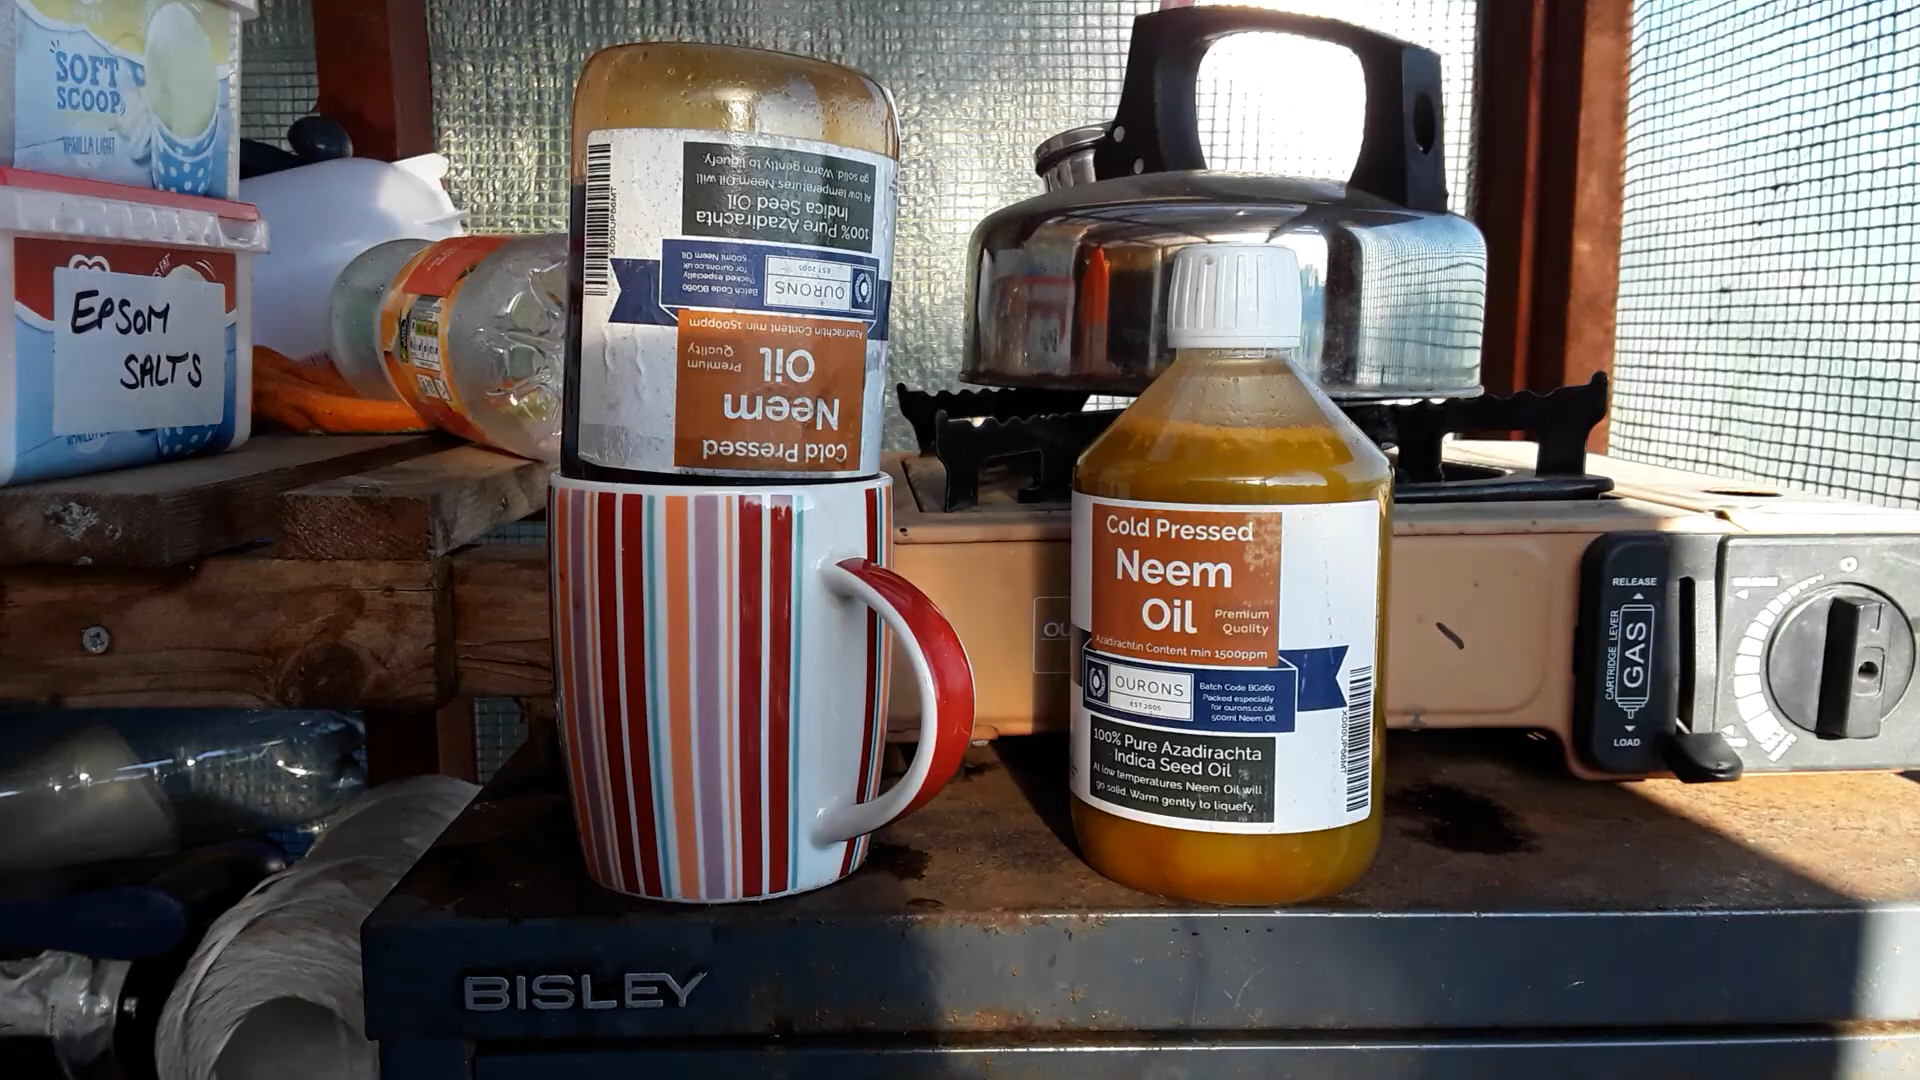 SOFT
SCOOP
VANILLA LIGHT
EPSOM
SALTS
100% Pure Azadirachta
Indica Seed Oil
At low temperatures Neem Oil will
go solid. Warm gently to liquefy.
OURONS
EST 2005
Batch Code BG060
Packed especially
for ourons.co.uk
500ml Neem Oil
Cold Pressed
Neem
Oil
Premium
Quality
Azadirachtin Content min 1500ppm
Cold Pressed
Neem
Oil
Premium
Quality
Azadirachtin Content min 1500ppm
OURONS
EST 2005
Batch Code BG060
Packed especially
for ourons.co.uk
500ml Neem Oil
100% Pure Azadirachta
Indica Seed Oil
At low temperatures Neem Oil will
go solid. Warm gently to liquefy.
RELEASE
CARTRIDGE LEVER
GAS
LOAD
BISLEY